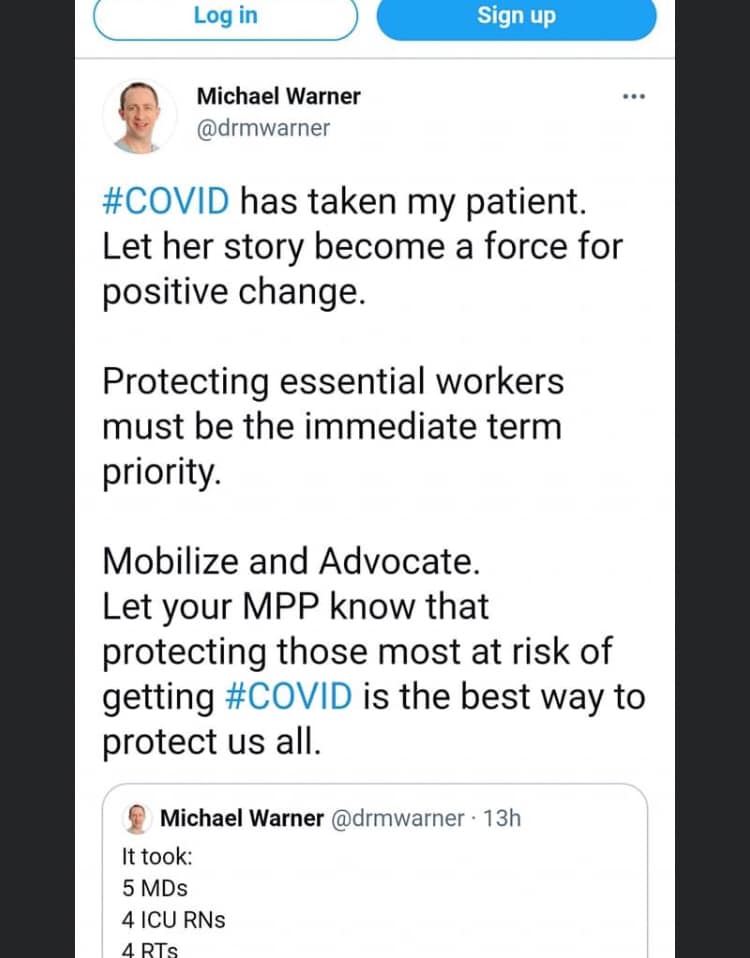 Log in
Sign up
Michael Warner
...
@drmwarner
#COVID has taken my patient.
Let her story become a force for
positive change.
Protecting essential workers
must be the immediate term
priority.
Mobilize and Advocate.
Let your MPP know that
protecting those most at risk of
getting #COVID is the best way to
protect us all.
Michael Warner @drmwarner · 13h
It took:
5 MDs
4 ICU RNs
4 RTs